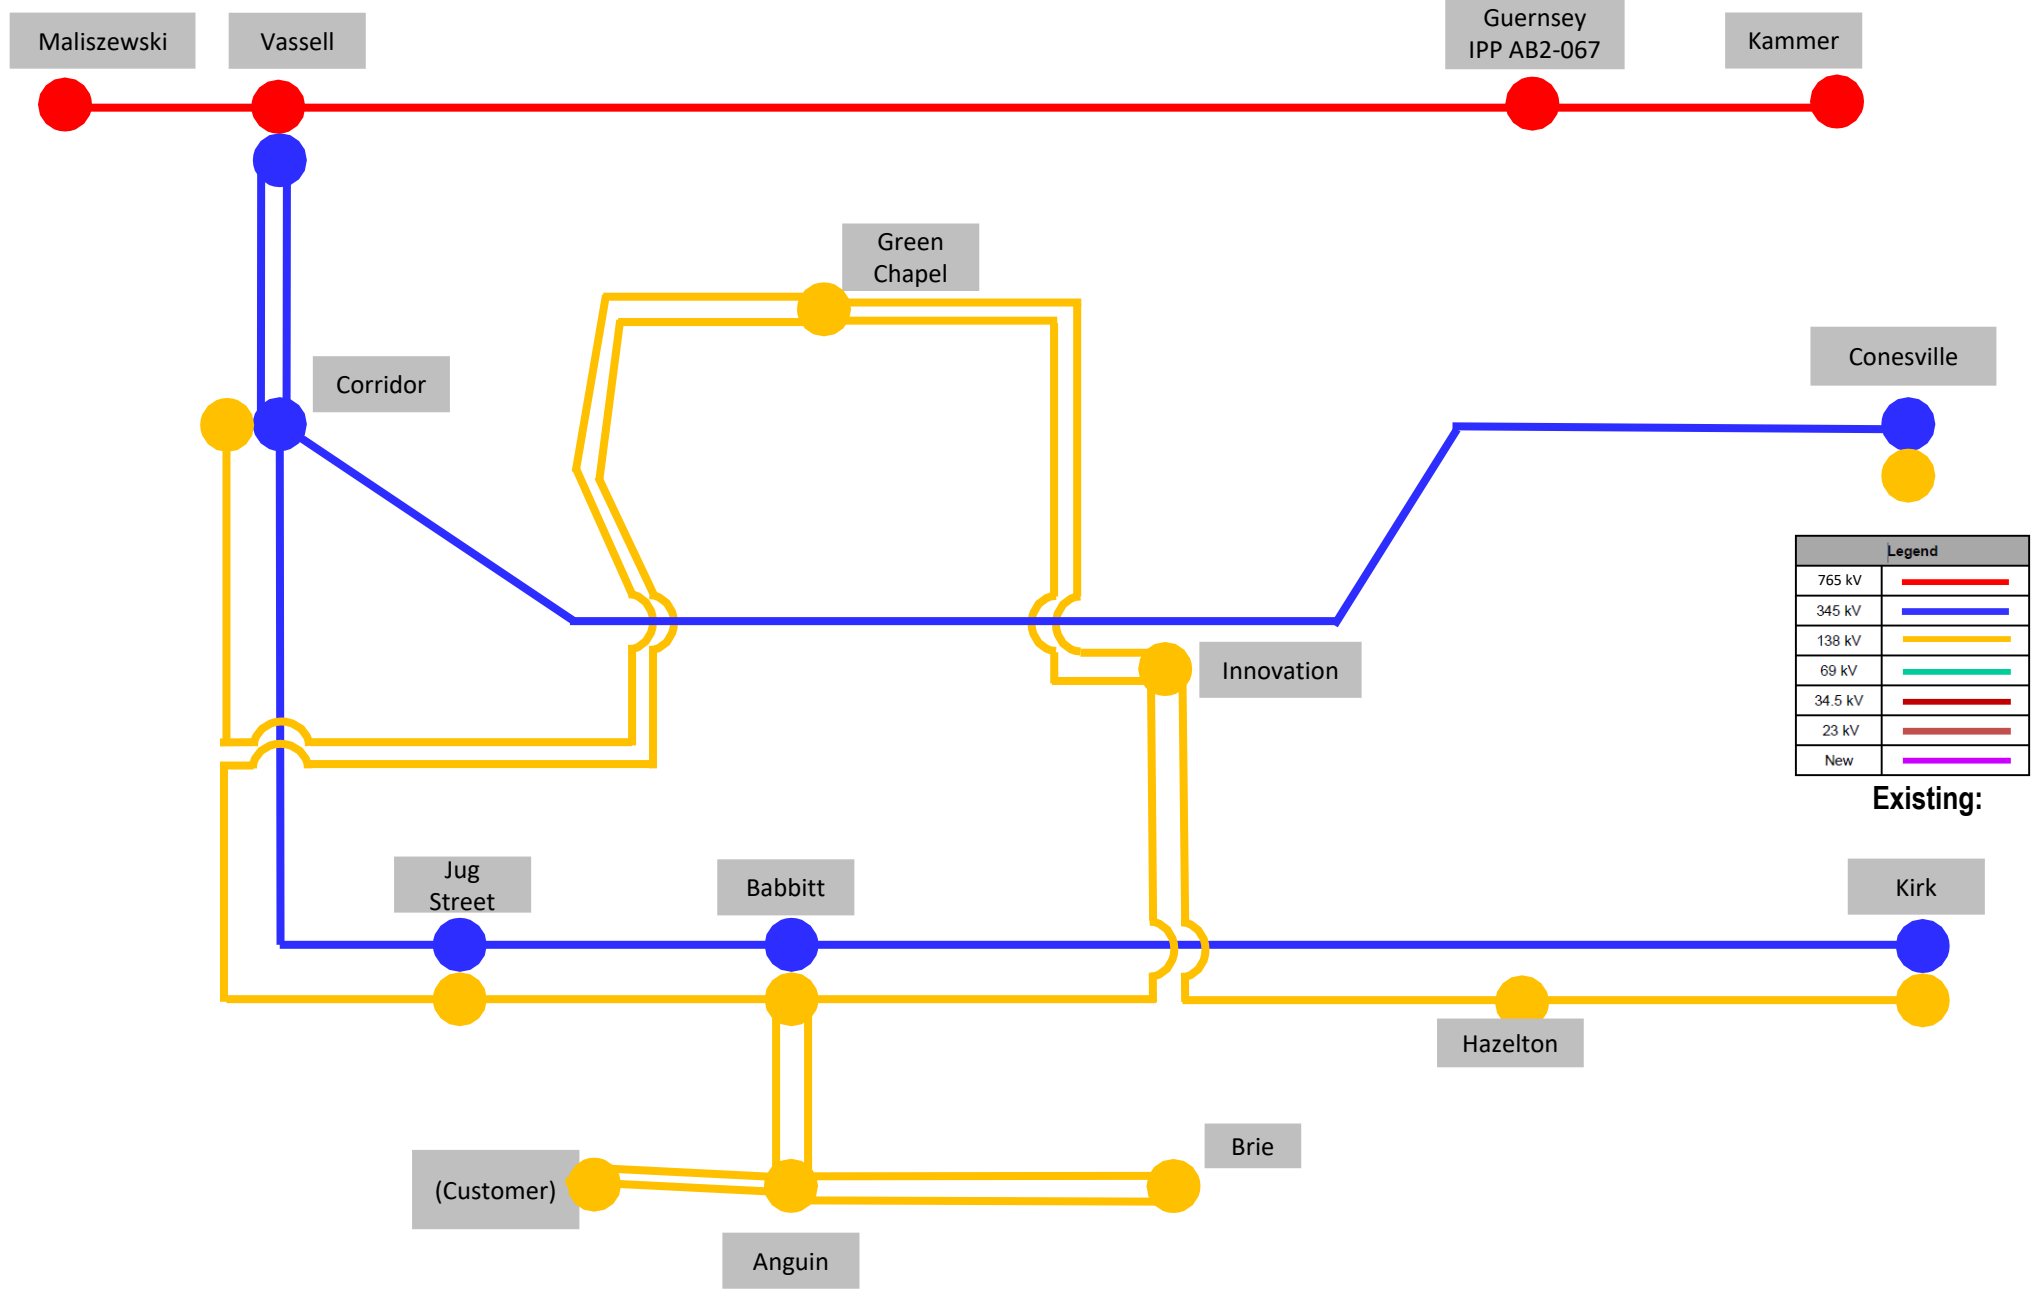 Maliszewski
Vassell
Guernsey
IPP AB2-067
Kammer
Green
Chapel
Corridor
Conesville
Legend
765 kV
345 kV
138 kV
69 kV
34.5 kV
23 kV
New
Existing:
Innovation
Jug
Street
Babbitt
Kirk
Hazelton
Brie
(Customer)
Anguin